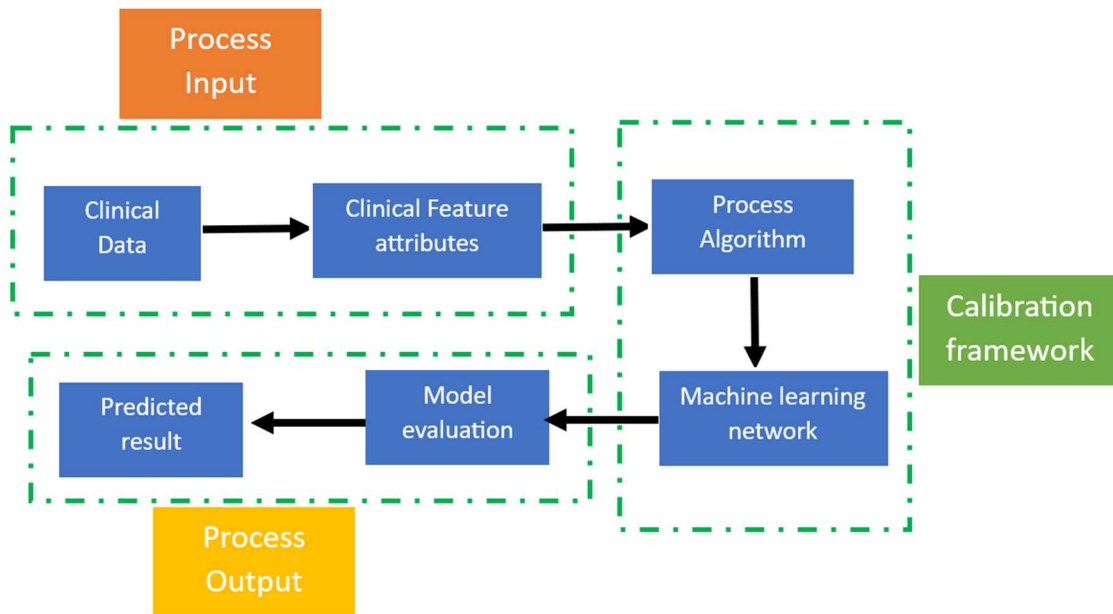 Process
Input
Clinical
Data
Clinical Feature
attributes
Process
Algorithm
Calibration
framework
Machine learning
network
Model
evaluation
Predicted
result
Process
Output